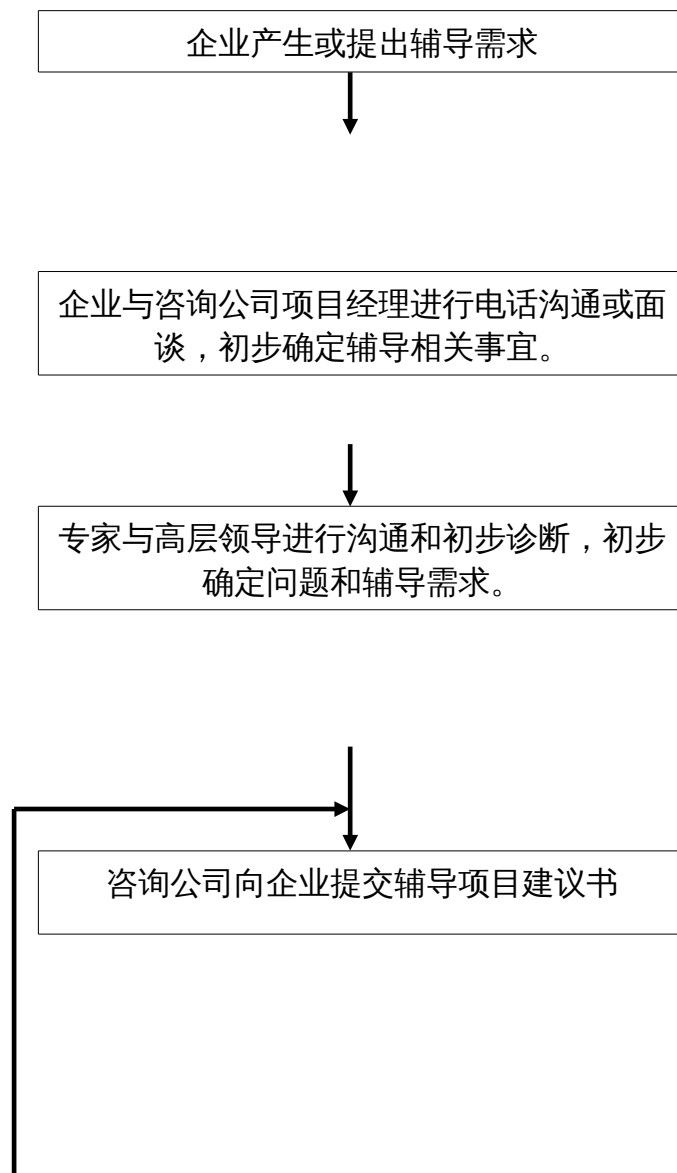 企业产生或提出辅导需求
企业与咨询公司项目经理进行电话沟通或面
谈，初步确定辅导相关事宜。
专家与高层领导进行沟通和初步诊断，初步
确定问题和辅导需求。
咨询公司向企业提交辅导项目建议书